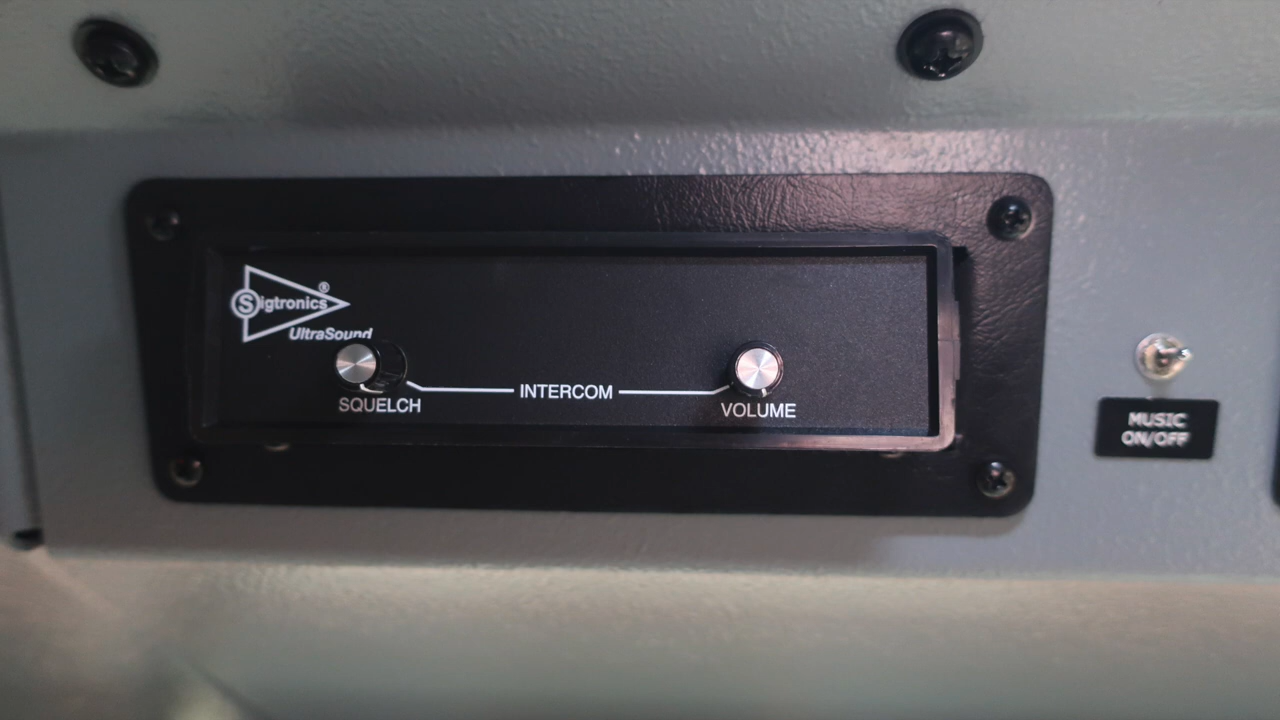 Sigtronics®
UltraSound
SQUELCH
INTERCOM
VOLUME
MUSIC
ON/OFF